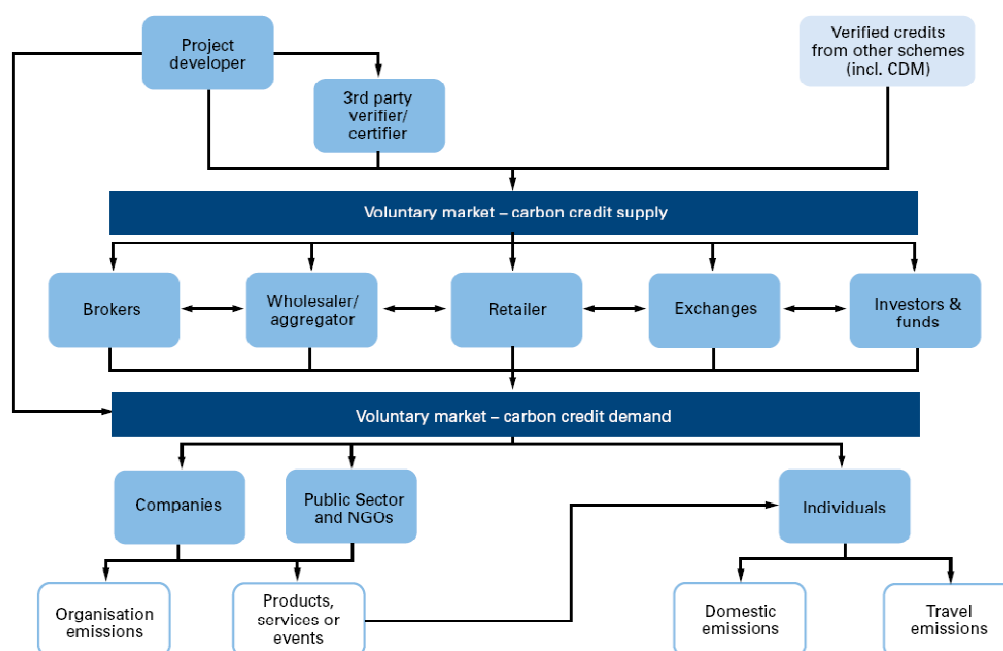 Project
developer
Verified credits
from other schemes
(incl. CDM)
3rd party
verifier/
certifier
Voluntary market – carbon credit supply
Brokers
Wholesaler/
aggregator
Retailer
Exchanges
Investors &
funds
Voluntary market – carbon credit demand
Companies
Public Sector
and NGOs
Individuals
Organisation
emissions
Products,
services or
events
Domestic
emissions
Travel
emissions